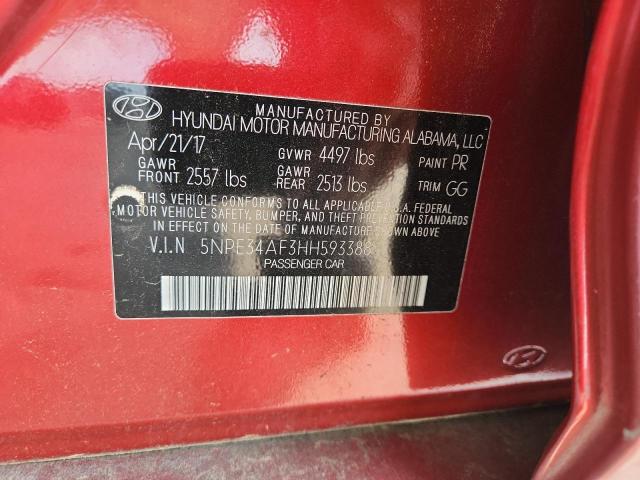 MANUFACTURED BY
HYUNDAI MOTOR MANUFACTURING ALABAMA, LLC
Apr/21/17 GVWR 4497 lbs PAINT PR
GAWR FRONT 2557 lbs GAWR REAR 2513 lbs TRIM GG
THIS VEHICLE CONFORMS TO ALL APPLICABLE U.S.A. FEDERAL
MOTOR VEHICLE SAFETY, BUMPER, AND THEFT PREVENTION STANDARDS
IN EFFECT ON THE DATE OF MANUFACTURE SHOWN ABOVE
V.I.N
PASSENGER CAR